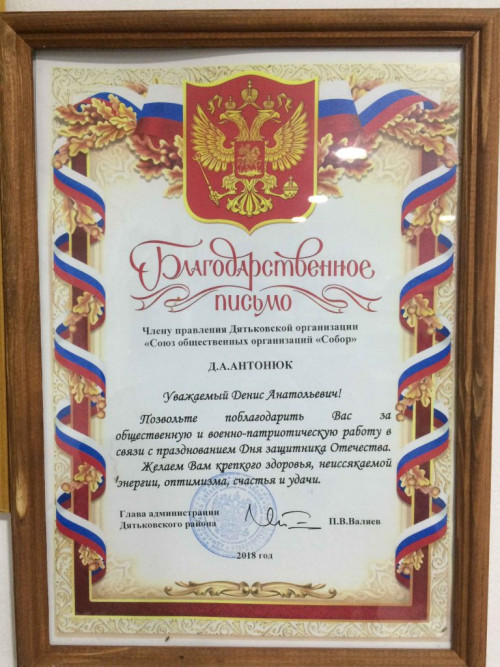 Благодарственное
письмо
Члену правления Дятьковской организации
«Союз общественных организаций «Собор»
Д.А.АНТОНЮК
Уважаемый Денис Анатольевич!
Позвольте поблагодарить Вас за
общественную и военно-патриотическую работу в
связи с празднованием Дня защитника Отечества.
Желаем Вам крепкого здоровья, неиссякаемой
энергии, оптимизма, счастья и удачи.
Глава администрации
Дятьковского района
П.В.Валяев
2018 год